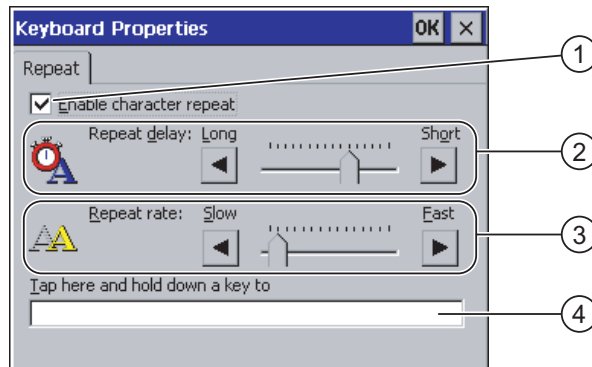 Keyboard Properties OK ×
1
Repeat
Enable character repeat
Repeat delay: Long Short
2
Repeat rate: Slow Fast
3
Tap here and hold down a key to
4